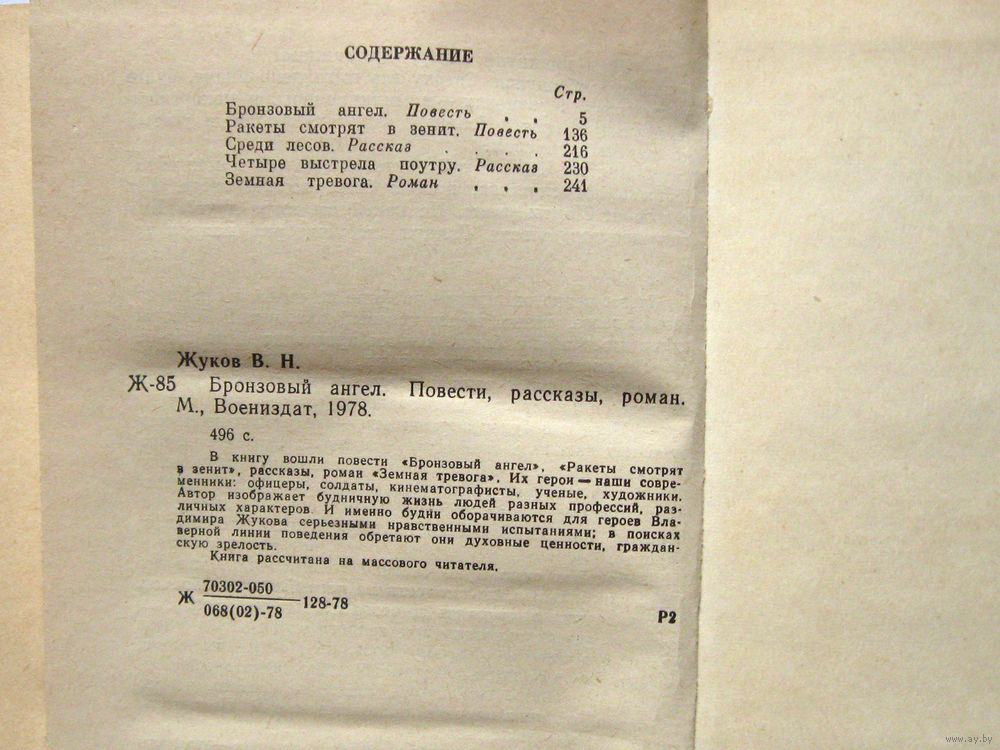 СОДЕРЖАНИЕ
Стр.
Бронзовый ангел. Повесть . . 5
Ракеты смотрят в зенит. Повесть 136
Среди лесов. Рассказ . . . . 216
Четыре выстрела поутру. Рассказ 230
Земная тревога. Роман . . . 241
Жуков В. Н.
Ж-85 Бронзовый ангел. Повести, рассказы, роман.
М., Воениздат, 1978.
496 с.
В книгу вошли повести «Бронзовый ангел», «Ракеты смотрят
в зенит», рассказы, роман «Земная тревога». Их герои — наши совре-
менники: офицеры, солдаты, кинематографисты, ученые, художники.
Автор изображает будничную жизнь людей разных профессий, раз-
личных характеров. И именно будни оборачиваются для героев Вла-
димира Жукова серьезными нравственными испытаниями; в поисках
верной линии поведения обретают они духовные ценности, граждан-
скую зрелость.
Книга рассчитана на массового читателя.
Ж 70302-050
068(02)-78 128-78
Р2
www.ay.by